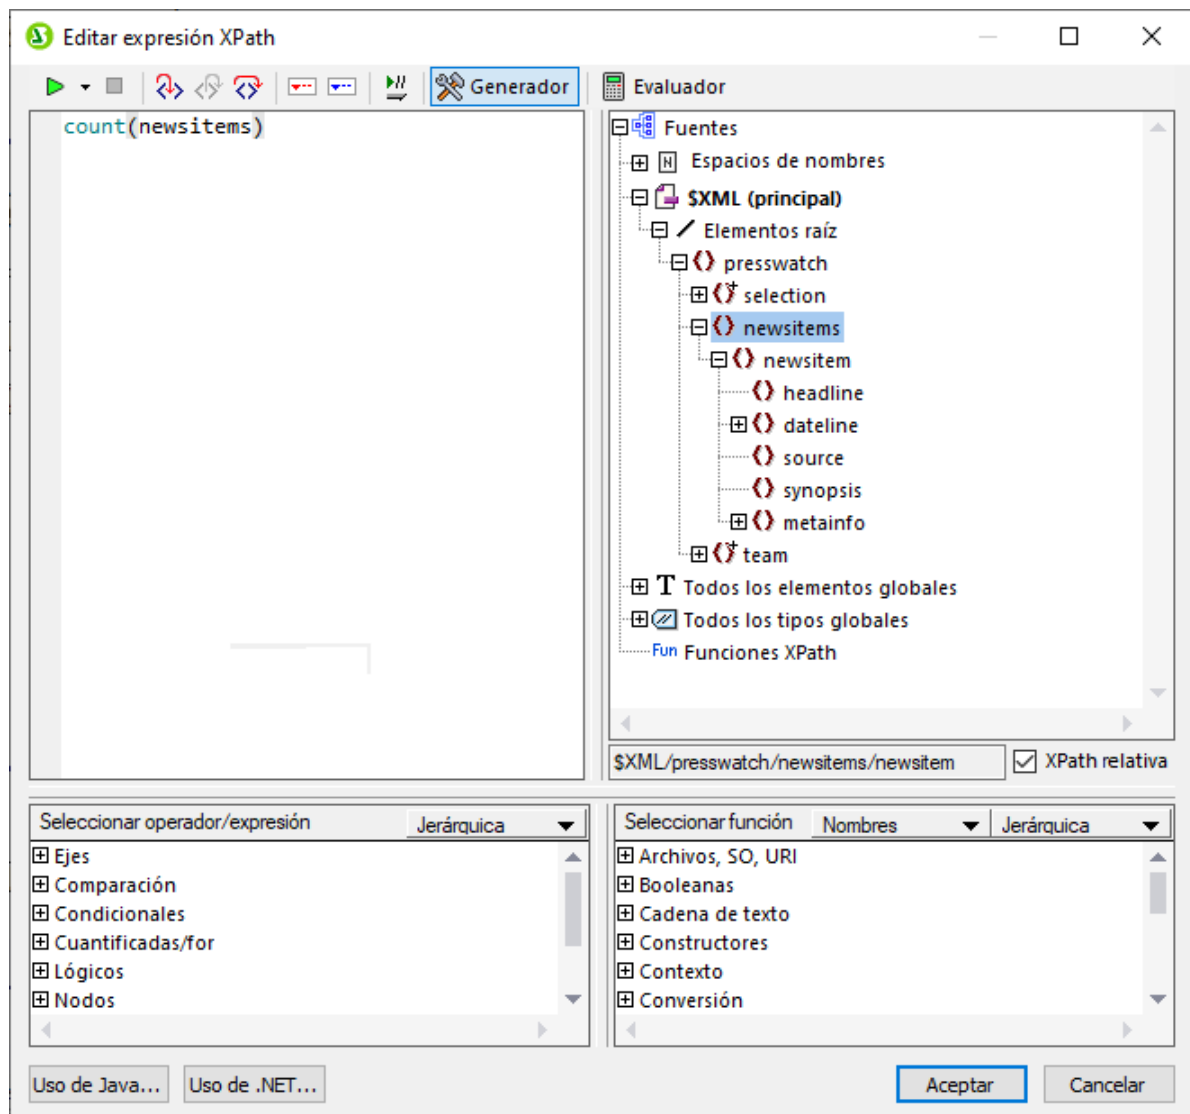 Editar expresión XPath
Generador
Evaluador
count(newsitems)
Fuentes
Espacios de nombres
$XML (principal)
Elementos raíz
presswatch
selection
newsitems
newsitem
headline
dateline
source
synopsis
metainfo
team
T Todos los elementos globales
Todos los tipos globales
Fun Funciones XPath
$XML/presswatch/newsitems/newsitem
XPath relativa
Seleccionar operador/expresión Jerárquica
Ejes
Comparación
Condicionales
Cuantificadas/for
Lógicos
Nodos
Seleccionar función Nombres Jerárquica
Archivos, SO, URI
Booleanas
Cadena de texto
Constructores
Contexto
Conversión
Uso de Java... Uso de .NET... Aceptar Cancelar